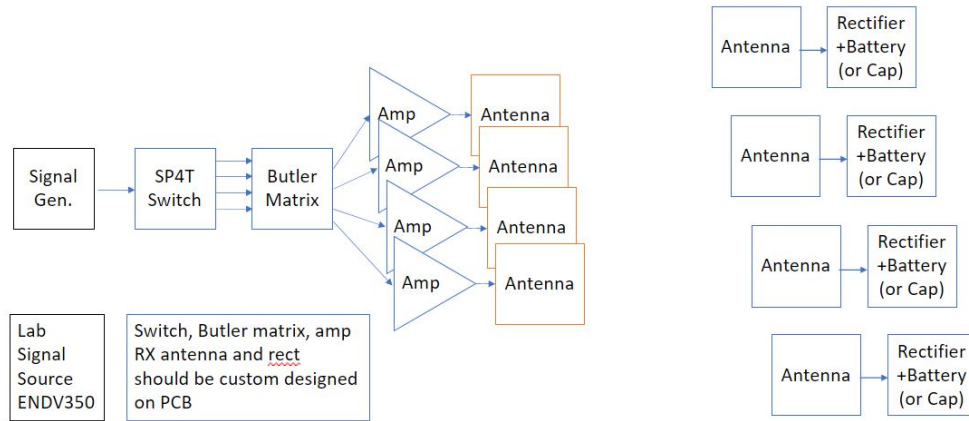 Signal
Gen.
SP4T
Switch
Butler
Matrix
Amp
Antenna
Amp
Antenna
Amp
Antenna
Amp
Antenna
Lab
Signal
Source
ENDV350
Switch, Butler matrix, amp
RX antenna and rect
should be custom designed
on PCB
Antenna
Rectifier
+Battery
(or Cap)
Antenna
Rectifier
+Battery
(or Cap)
Antenna
Rectifier
+Battery
(or Cap)
Antenna
Rectifier
+Battery
(or Cap)